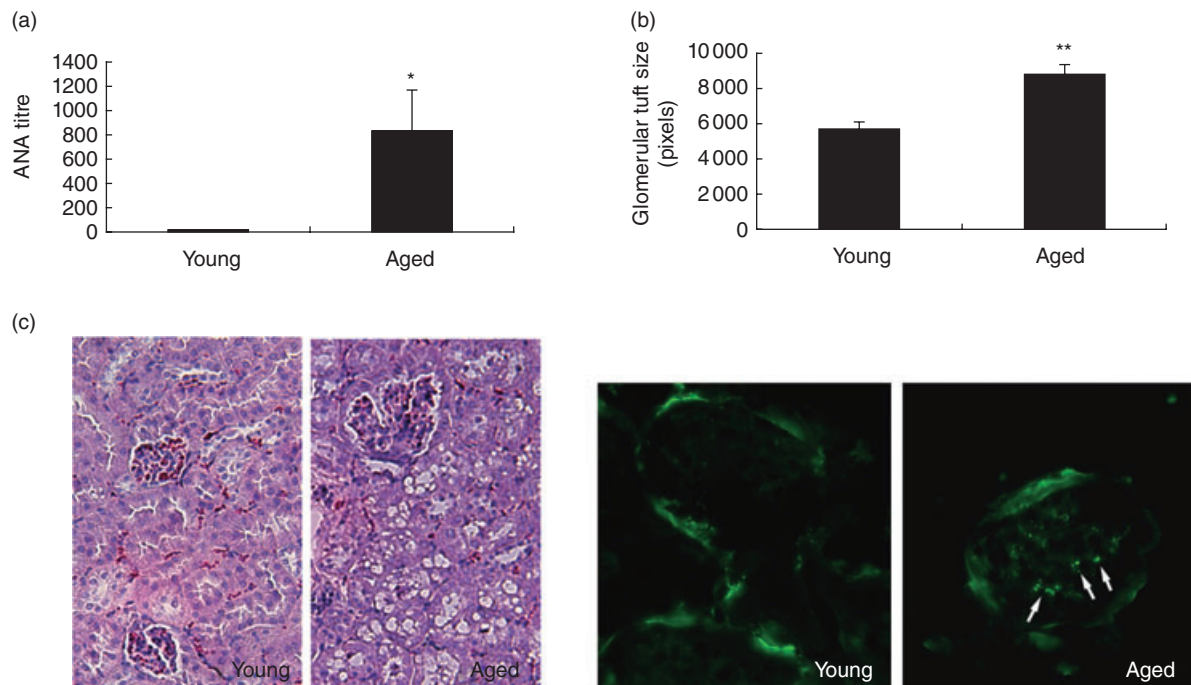 (a)
ANA titre
1400
1200
1000
800
600
400
200
0
*
Young
Aged
(b)
Glomerular tuft size
(pixels)
10 000
8 000
6 000
4 000
2 000
0
**
Young
Aged
(c)
Young
Aged
Young
Aged